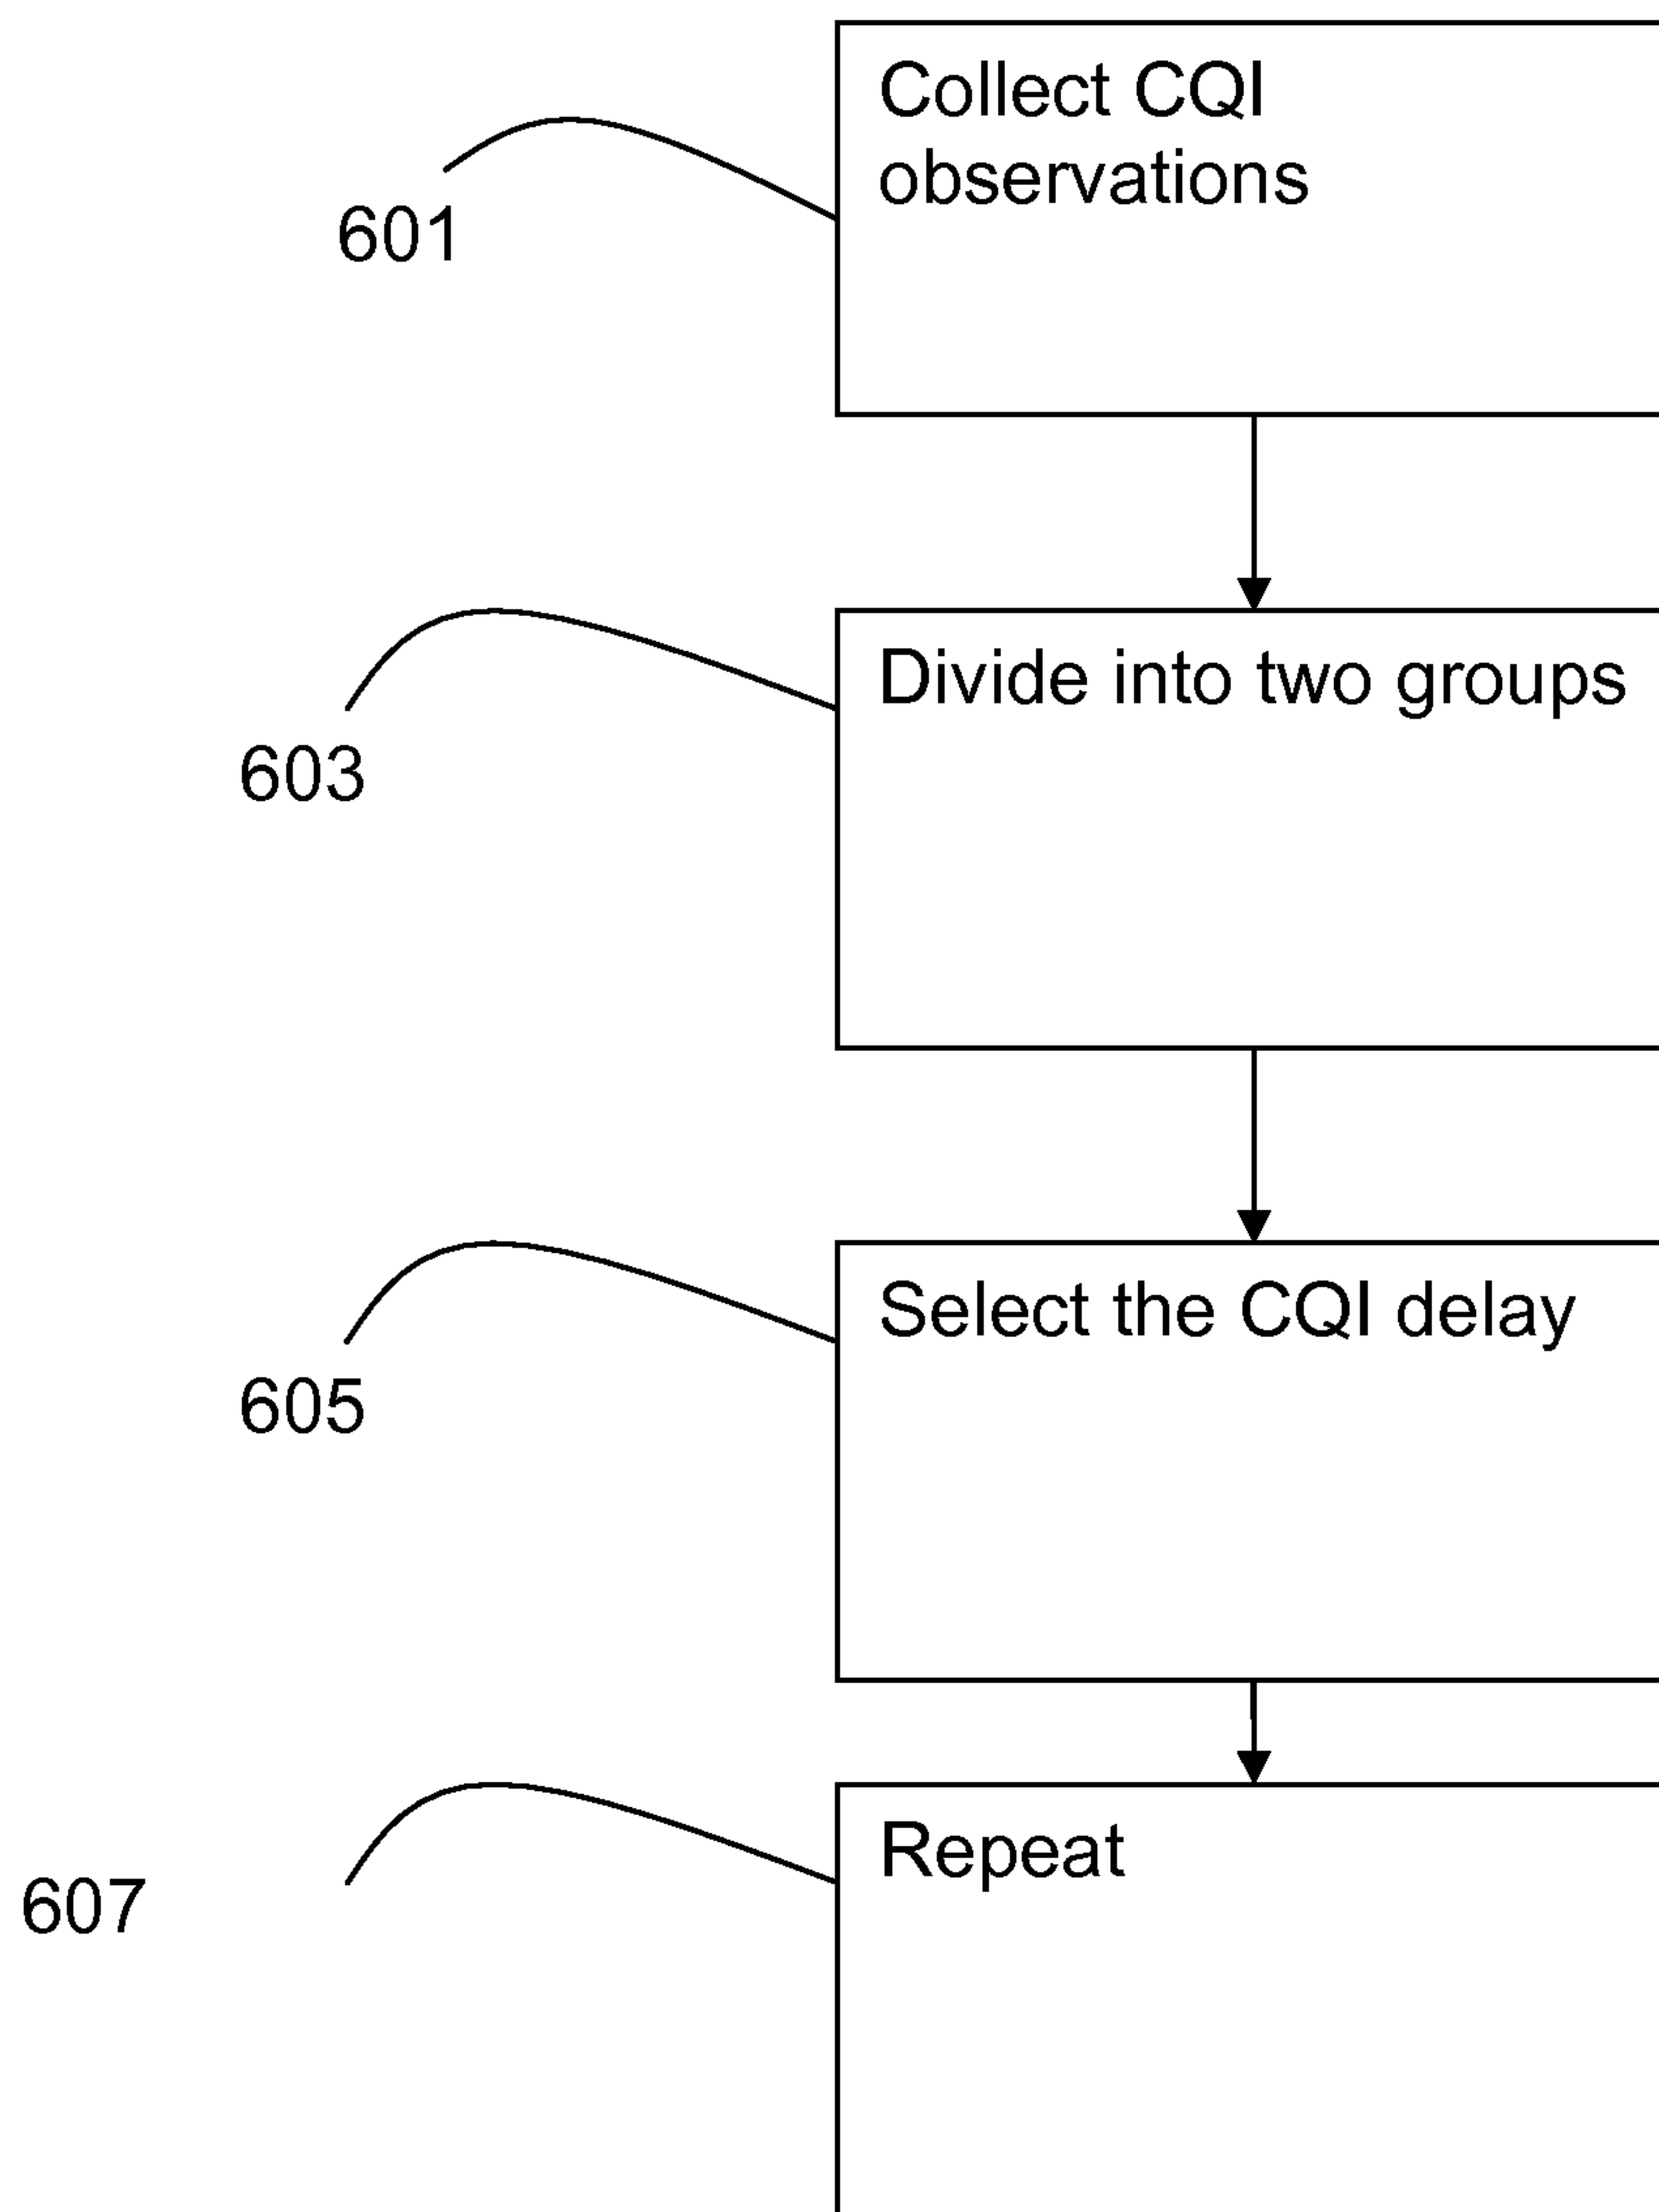 Collect CQI
observations
601
Divide into two groups
603
Select the CQI delay
605
Repeat
607